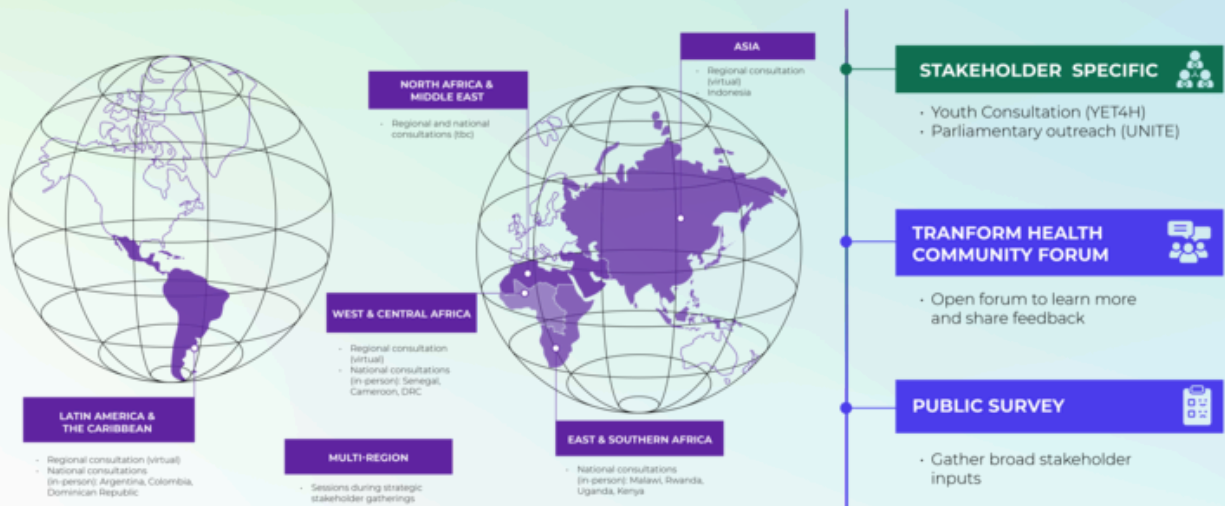 NORTH AFRICA &
MIDDLE EAST
- Regional and national
consultations (tbc)
ASIA
- Regional consultation
(virtual)
- Indonesia
WEST & CENTRAL AFRICA
- Regional consultation
(virtual)
- National consultations
(in-person): Senegal,
Cameroon, DRC
LATIN AMERICA &
THE CARIBBEAN
- Regional consultation (virtual)
- National consultations
(in-person): Argentina, Colombia,
Dominican Republic
MULTI-REGION
- Sessions during strategic
stakeholder gatherings
EAST & SOUTHERN AFRICA
- National consultations
(in-person): Malawi, Rwanda,
Uganda, Kenya
STAKEHOLDER SPECIFIC
· Youth Consultation (YET4H)
· Parliamentary outreach (UNITE)
TRANFORM HEALTH
COMMUNITY FORUM
· Open forum to learn more
and share feedback
PUBLIC SURVEY
· Gather broad stakeholder
inputs